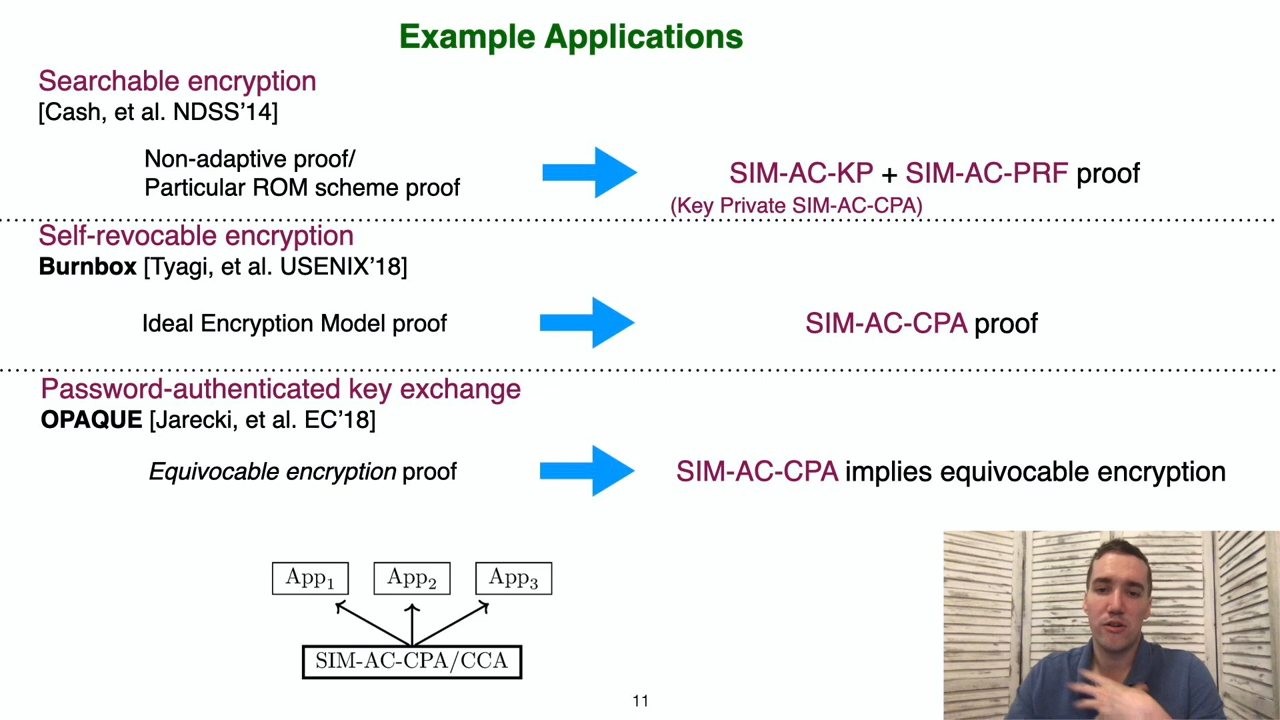 Example Applications
Searchable encryption
[Cash, et al. NDSS’14]
Non-adaptive proof/
Particular ROM scheme proof
SIM-AC-KP + SIM-AC-PRF proof
(Key Private SIM-AC-CPA)
Self-revocable encryption
Burnbox [Tyagi, et al. USENIX’18]
Ideal Encryption Model proof
SIM-AC-CPA proof
Password-authenticated key exchange
OPAQUE [Jarecki, et al. EC’18]
Equivocable encryption proof
SIM-AC-CPA implies equivocable encryption
App1
App2
App3
SIM-AC-CPA/CCA
11